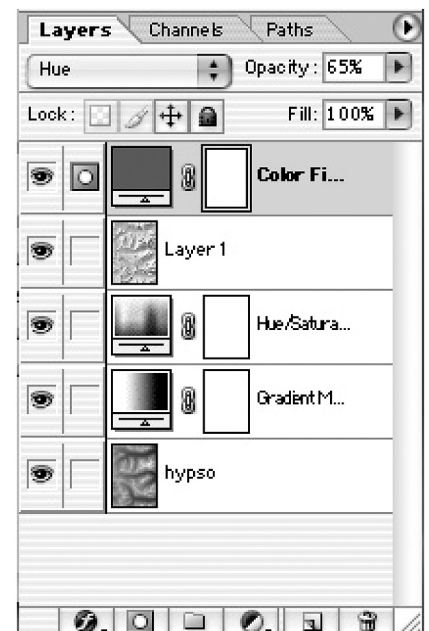 Layers Channels Paths
Hue Opacity: 65%
Lock: Fill: 100%
Color Fi...
Layer 1
Hue/Satura...
Gradient M...
hypso